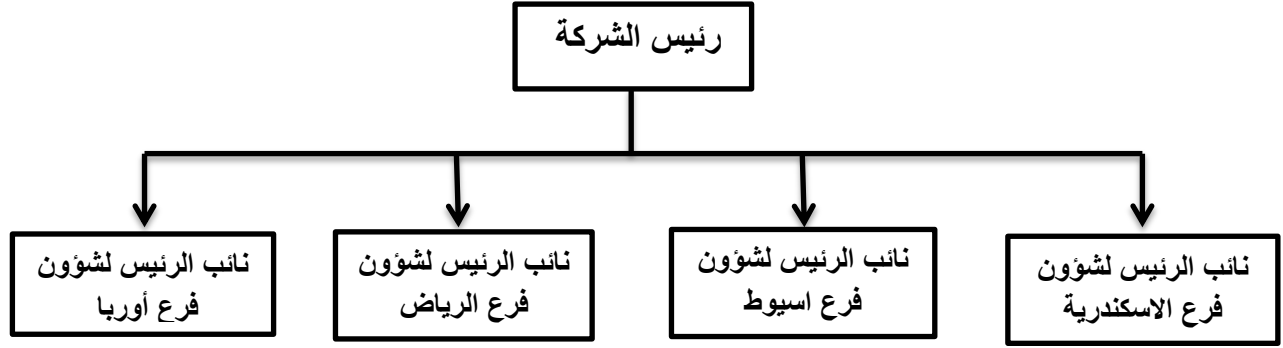 رئيس الشركة
نائب الرئيس لشؤون
فرع الاسكندرية
نائب الرئيس لشؤون
فرع اسيوط
نائب الرئيس لشؤون
فرع الرياض
نائب الرئيس لشؤون
فرع أوربا